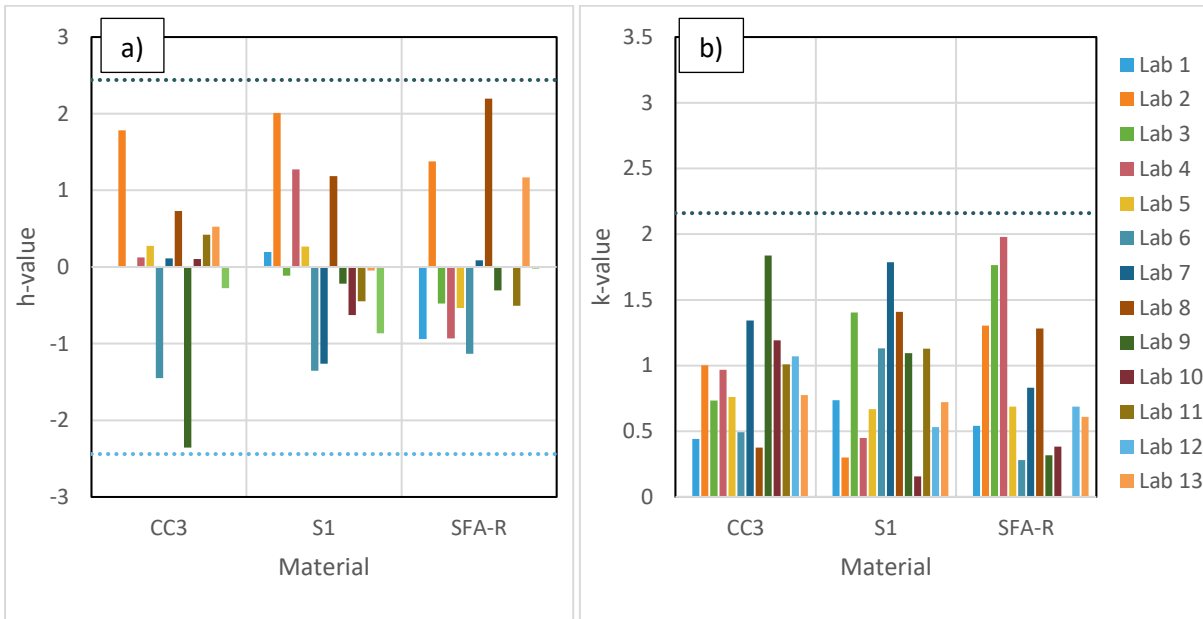 a)
h-value
3
2
1
0
-1
-2
-3
CC3
S1
SFA-R
Material
b)
k-value
3.5
3
2.5
2
1.5
1
0.5
0
CC3
S1
SFA-R
Material
Lab 1
Lab 2
Lab 3
Lab 4
Lab 5
Lab 6
Lab 7
Lab 8
Lab 9
Lab 10
Lab 11
Lab 12
Lab 13